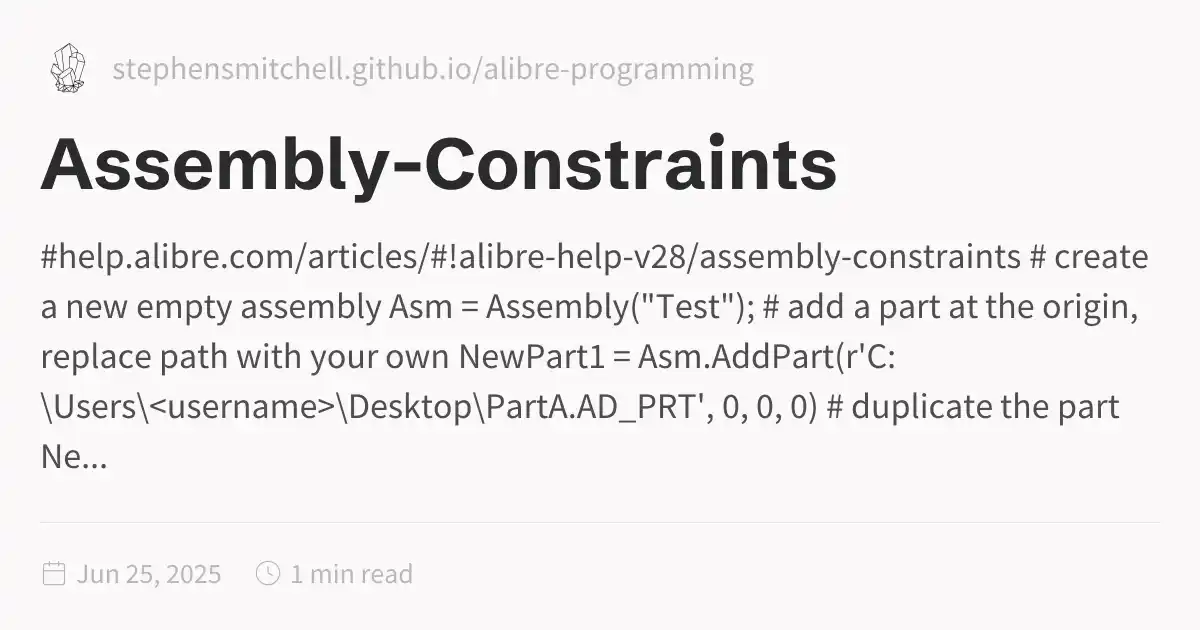 stephensmitchell.github.io/alibre-programming
Assembly-Constraints
#help.alibre.com/articles/#!alibre-help-v28/assembly-constraints # create
a new empty assembly Asm = Assembly("Test"); # add a part at the origin,
replace path with your own NewPart1 = Asm.AddPart(r'C:
\Users\<username>\Desktop\PartA.AD_PRT', 0, 0, 0) # duplicate the part
Ne...
Jun 25, 2025 1 min read